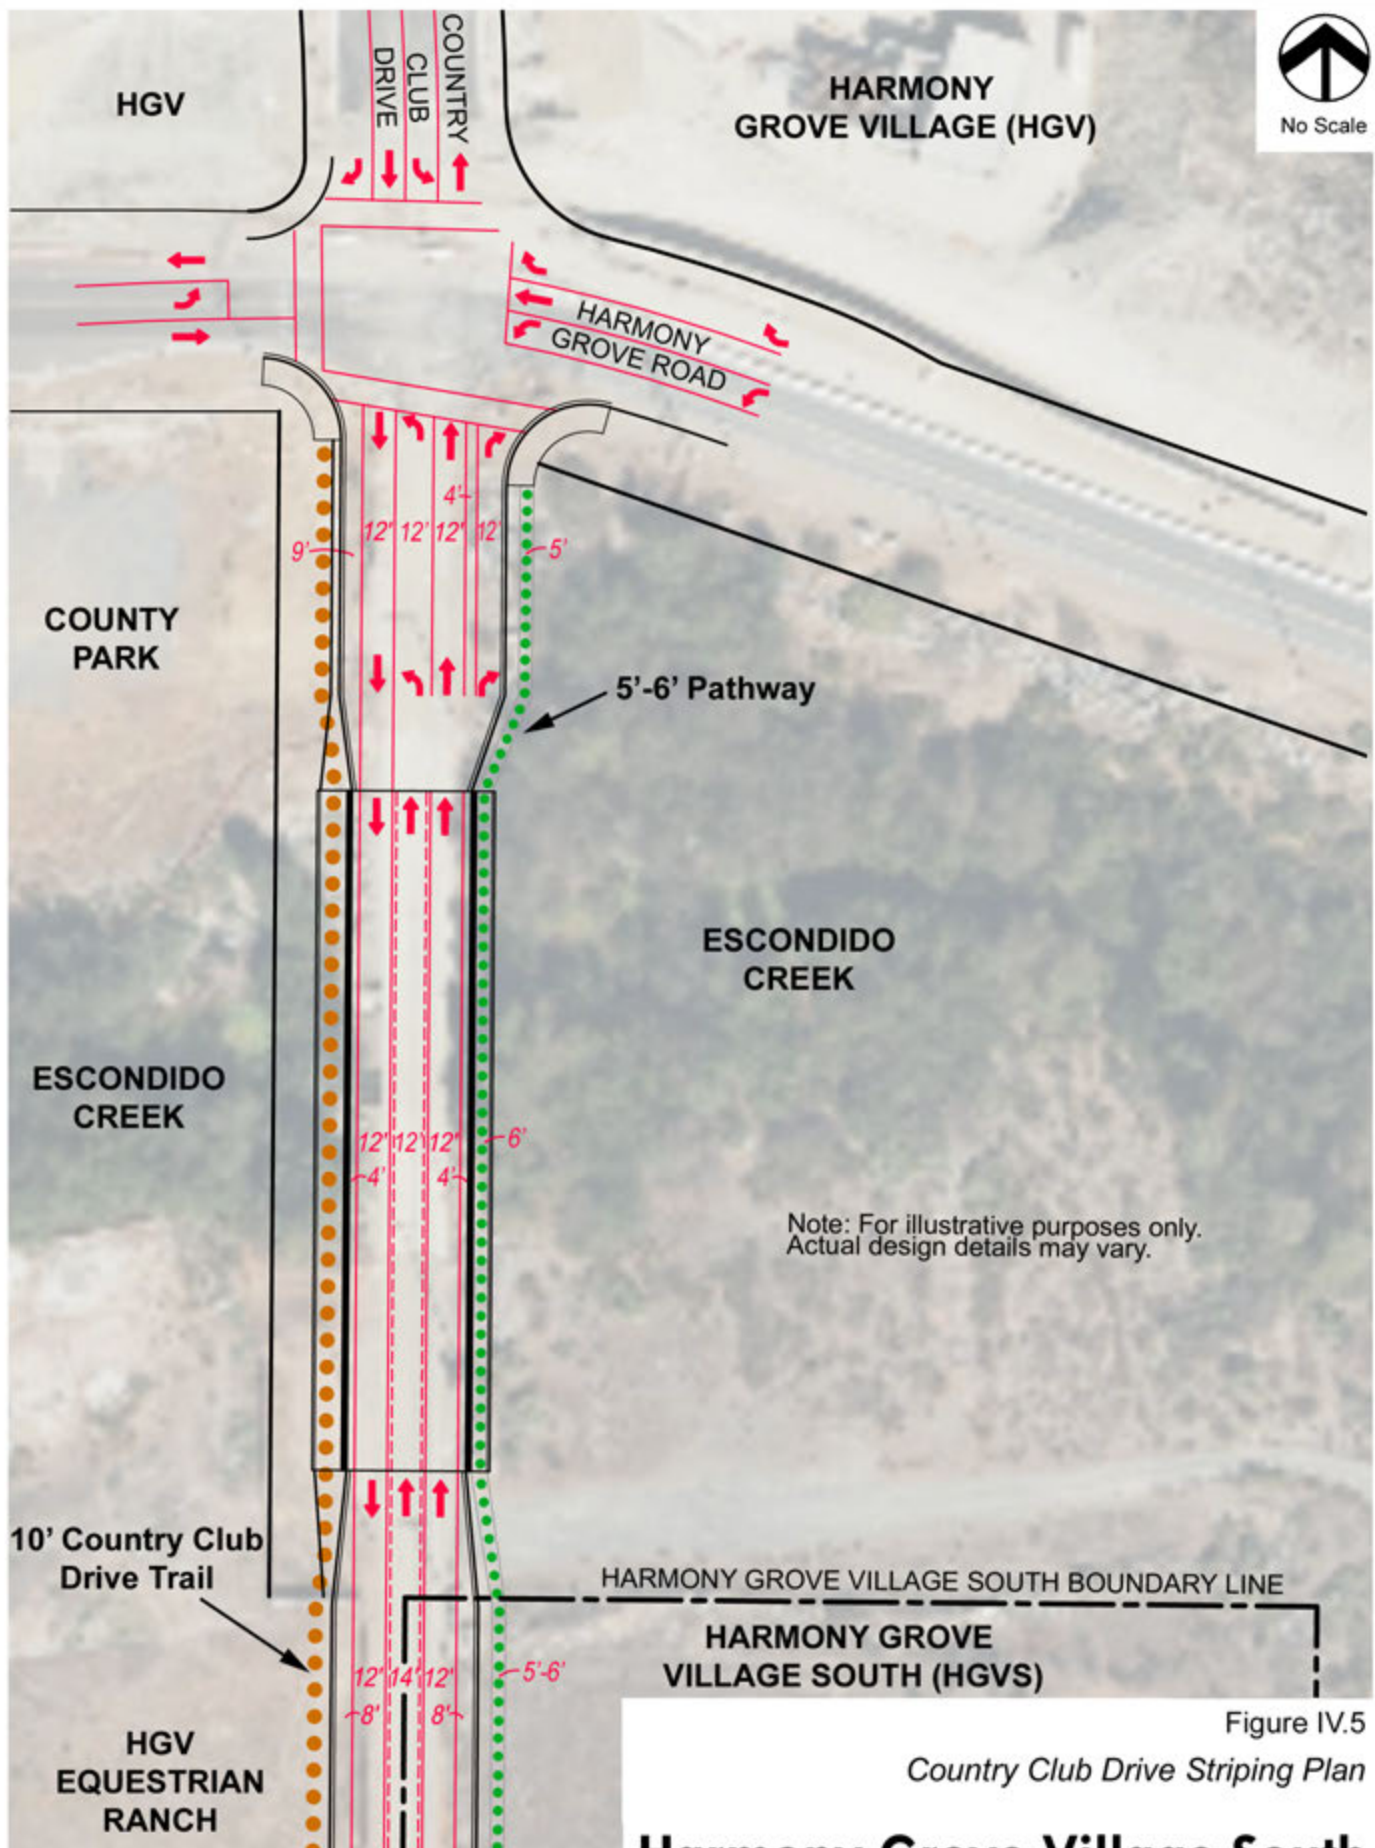 No Scale
COUNTRY
CLUB
DRIVE
HGV
HARMONY
GROVE VILLAGE (HGV)
HARMONY
GROVE ROAD
4'
12'
12'
12'
12'
9'
5'
COUNTY
PARK
5'-6' Pathway
ESCONDIDO
CREEK
ESCONDIDO
CREEK
12'
12'
12'
6'
4'
4'
Note: For illustrative purposes only.
Actual design details may vary.
10' Country Club
Drive Trail
HARMONY GROVE VILLAGE SOUTH BOUNDARY LINE
HARMONY GROVE
VILLAGE SOUTH (HGVS)
12'
14'
12'
5'-6'
8'
8'
HGV
EQUESTRIAN
RANCH
Figure IV.5
Country Club Drive Striping Plan
Harmony Grove Village South